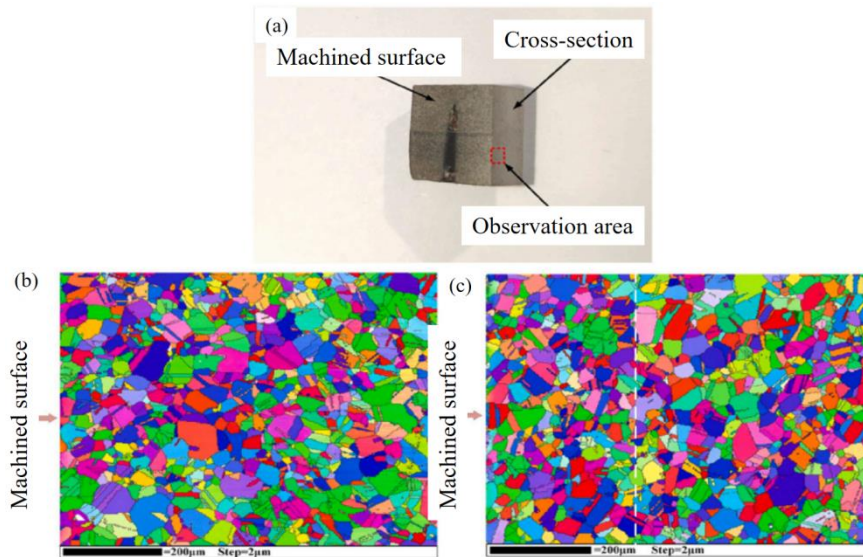 (a)
Machined surface
Cross-section
Observation area
(b)
Machined surface
=200μm Step=2μm
(c)
Machined surface
=200μm Step=2μm